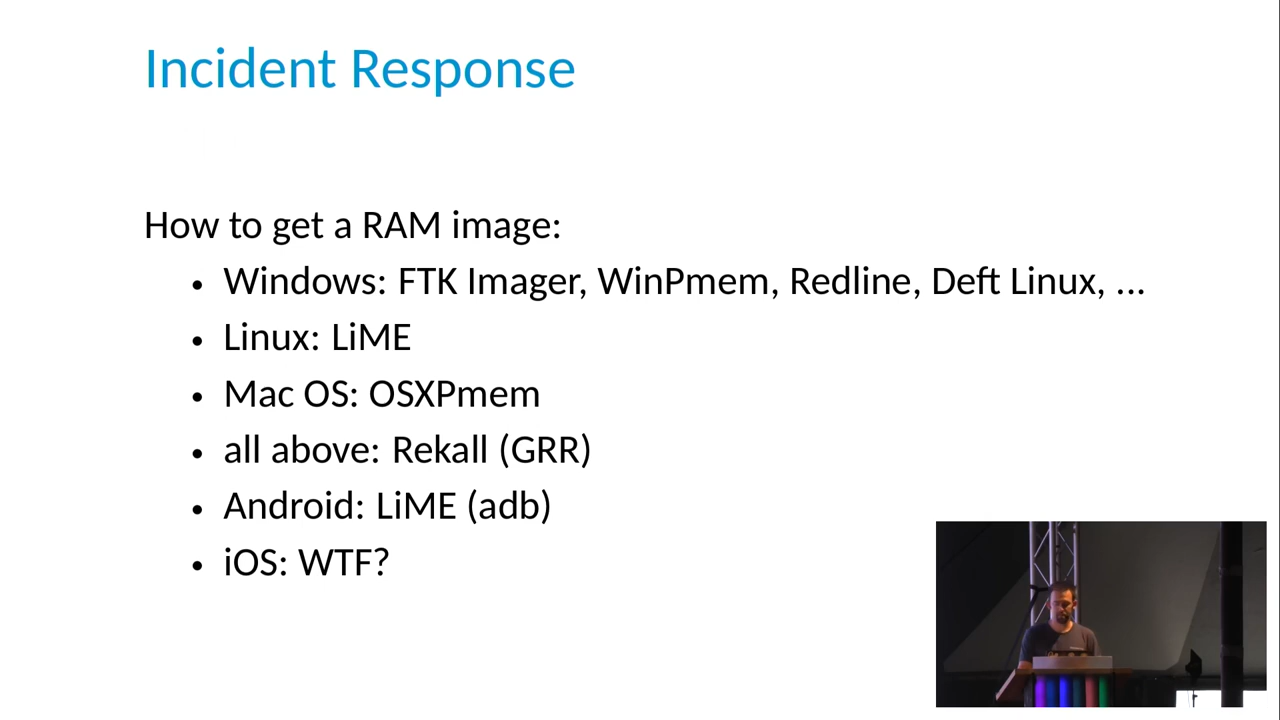 Incident Response
How to get a RAM image:
• Windows: FTK Imager, WinPmem, Redline, Deft Linux, ...
• Linux: LiME
• Mac OS: OSXPmem
• all above: Rekall (GRR)
• Android: LiME (adb)
• iOS: WTF?